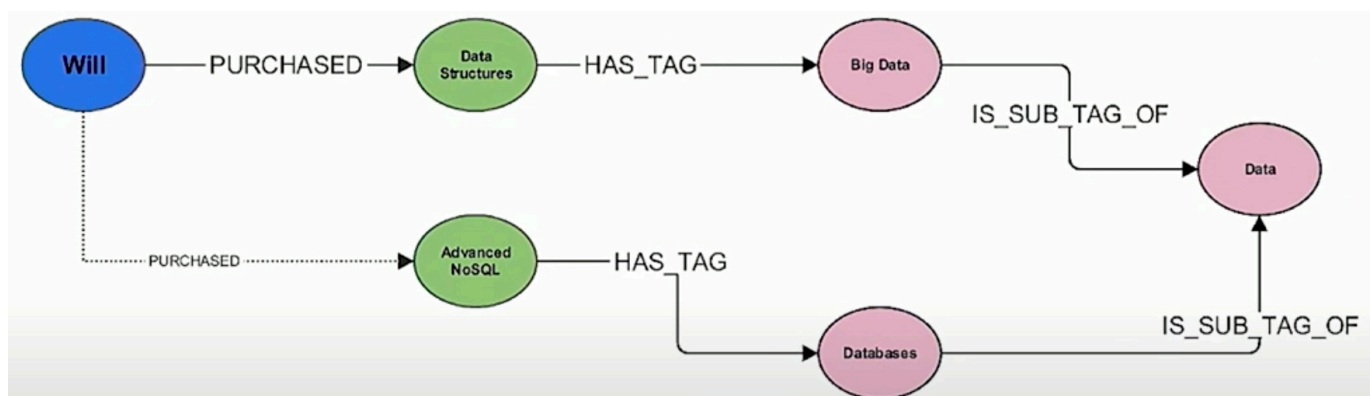 Will
PURCHASED
Data
Structures
HAS_TAG
Big Data
IS_SUB_TAG_OF
Data
PURCHASED
Advanced
NoSQL
HAS_TAG
Databases
IS_SUB_TAG_OF